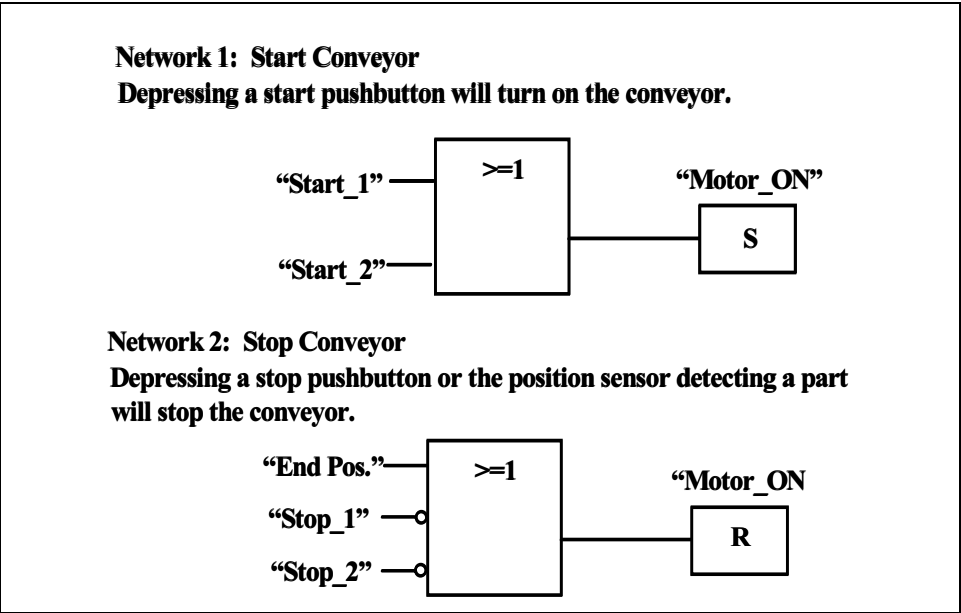 Network 1: Start Conveyor
Depressing a start pushbutton will turn on the conveyor.
>=1
“Start_1”
“Motor_ON”
S
“Start_2”
Network 2: Stop Conveyor
Depressing a stop pushbutton or the position sensor detecting a part
will stop the conveyor.
“End Pos.”
>=1
“Motor_ON
“Stop_1”
R
“Stop_2”